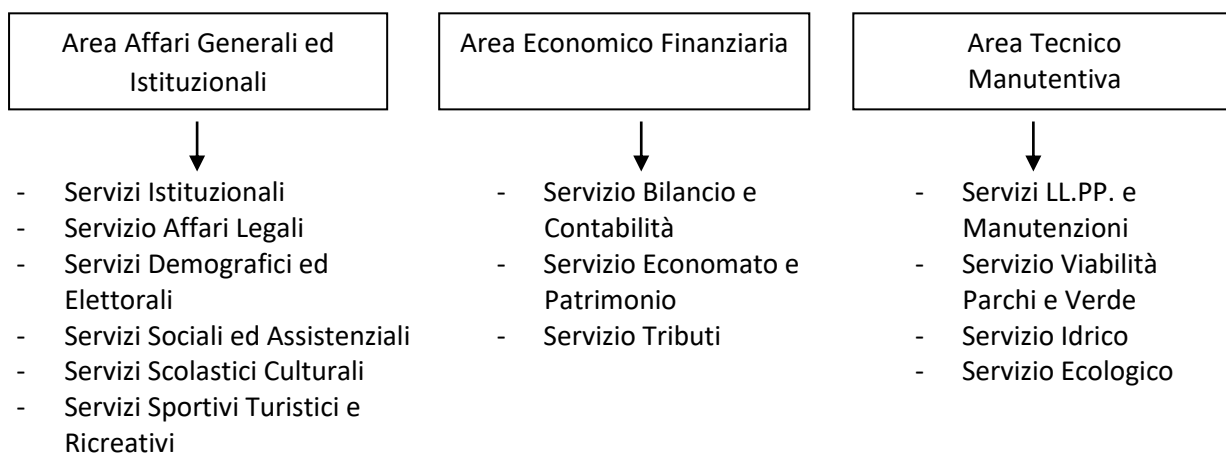 Area Affari Generali ed
Istituzionali
- Servizi Istituzionali
- Servizio Affari Legali
- Servizi Demografici ed
Elettorali
- Servizi Sociali ed Assistenziali
- Servizi Scolastici Culturali
- Servizi Sportivi Turistici e
Ricreativi
Area Economico Finanziaria
- Servizio Bilancio e
Contabilità
- Servizio Economato e
Patrimonio
- Servizio Tributi
Area Tecnico
Manutentiva
- Servizi LL.PP. e
Manutenzioni
- Servizio Viabilità
Parchi e Verde
- Servizio Idrico
- Servizio Ecologico